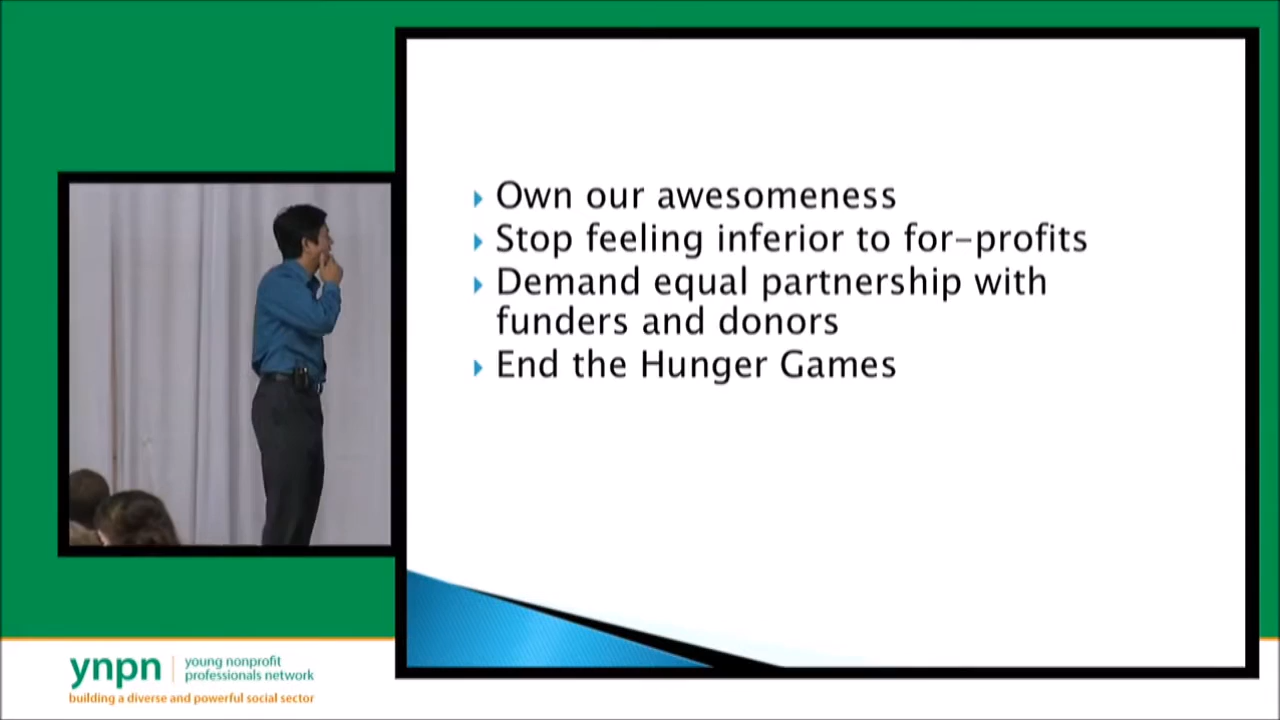 Own our awesomeness
Stop feeling inferior to for-profits
Demand equal partnership with
funders and donors
End the Hunger Games
ynpn
young nonprofit
professionals network
building a diverse and powerful social sector